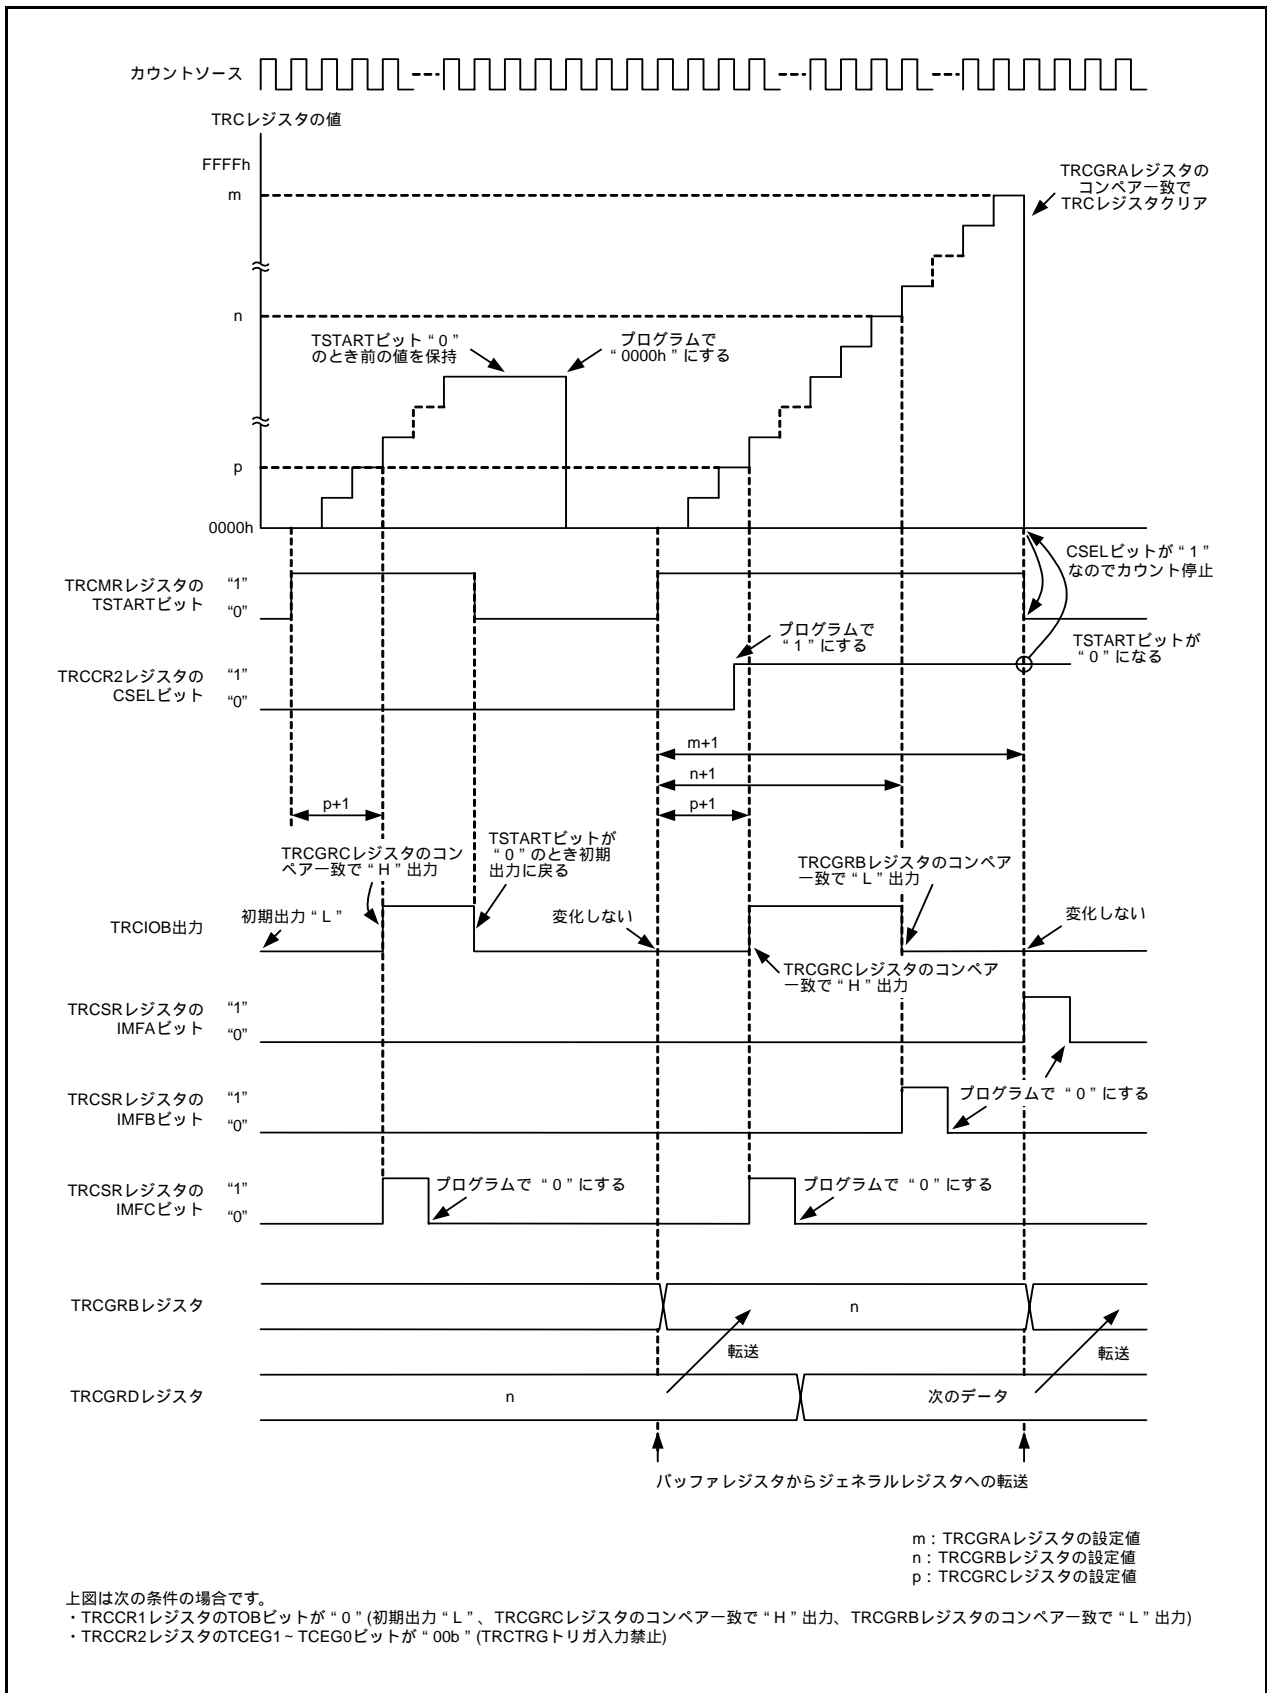 カウントソース
TRCレジスタの値
FFFFh
m
TRCGRAレジスタの
コンペア一致で
TRCレジスタクリア
n
TSTARTビット“0”
のとき前の値を保持
プログラムで
“0000h”にする
p
0000h
CSELビットが“1”
なのでカウント停止
TRCMRレジスタの
TSTARTビット
“1”
“0”
プログラムで
“1”にする
TSTARTビットが
“0”になる
TRCCR2レジスタの
CSELビット
“1”
“0”
m+1
n+1
p+1
p+1
TRCGRCレジスタのコン
ペア一致で“H”出力
TSTARTビットが
“0”のとき初期
出力に戻る
TRCGRBレジスタのコンペア
一致で“L”出力
TRCIOB出力
初期出力“L”
変化しない
変化しない
TRCGRCレジスタのコンペア
一致で“H”出力
TRCSRレジスタの
IMFAビット
“1”
“0”
プログラムで“0”にする
TRCSRレジスタの
IMFBビット
“1”
“0”
TRCSRレジスタの
IMFCビット
“1”
“0”
プログラムで“0”にする
プログラムで“0”にする
TRCGRBレジスタ
n
転送
転送
TRCGRDレジスタ
n
次のデータ
バッファレジスタからジェネラルレジスタへの転送
m：TRCGRAレジスタの設定値
n：TRCGRBレジスタの設定値
p：TRCGRCレジスタの設定値
上図は次の条件の場合です。
・TRCCR1レジスタのTOBビットが“0”(初期出力“L”、TRCGRCレジスタのコンペア一致で“H”出力、TRCGRBレジスタのコンペア一致で“L”出力)
・TRCCR2レジスタのTCEG1～TCEG0ビットが“00b”(TRCTRGトリガ入力禁止)